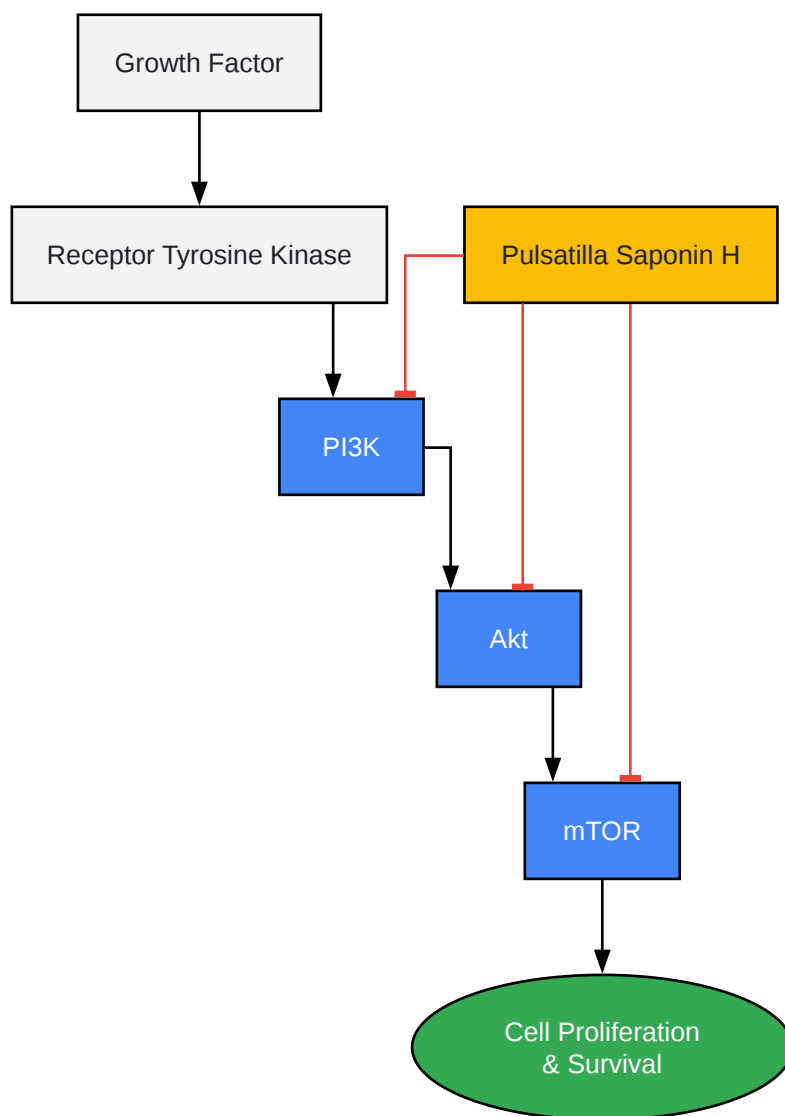 Growth Factor
Receptor Tyrosine Kinase
Pulsatilla Saponin H
PI3K
Akt
mTOR
Cell Proliferation
& Survival